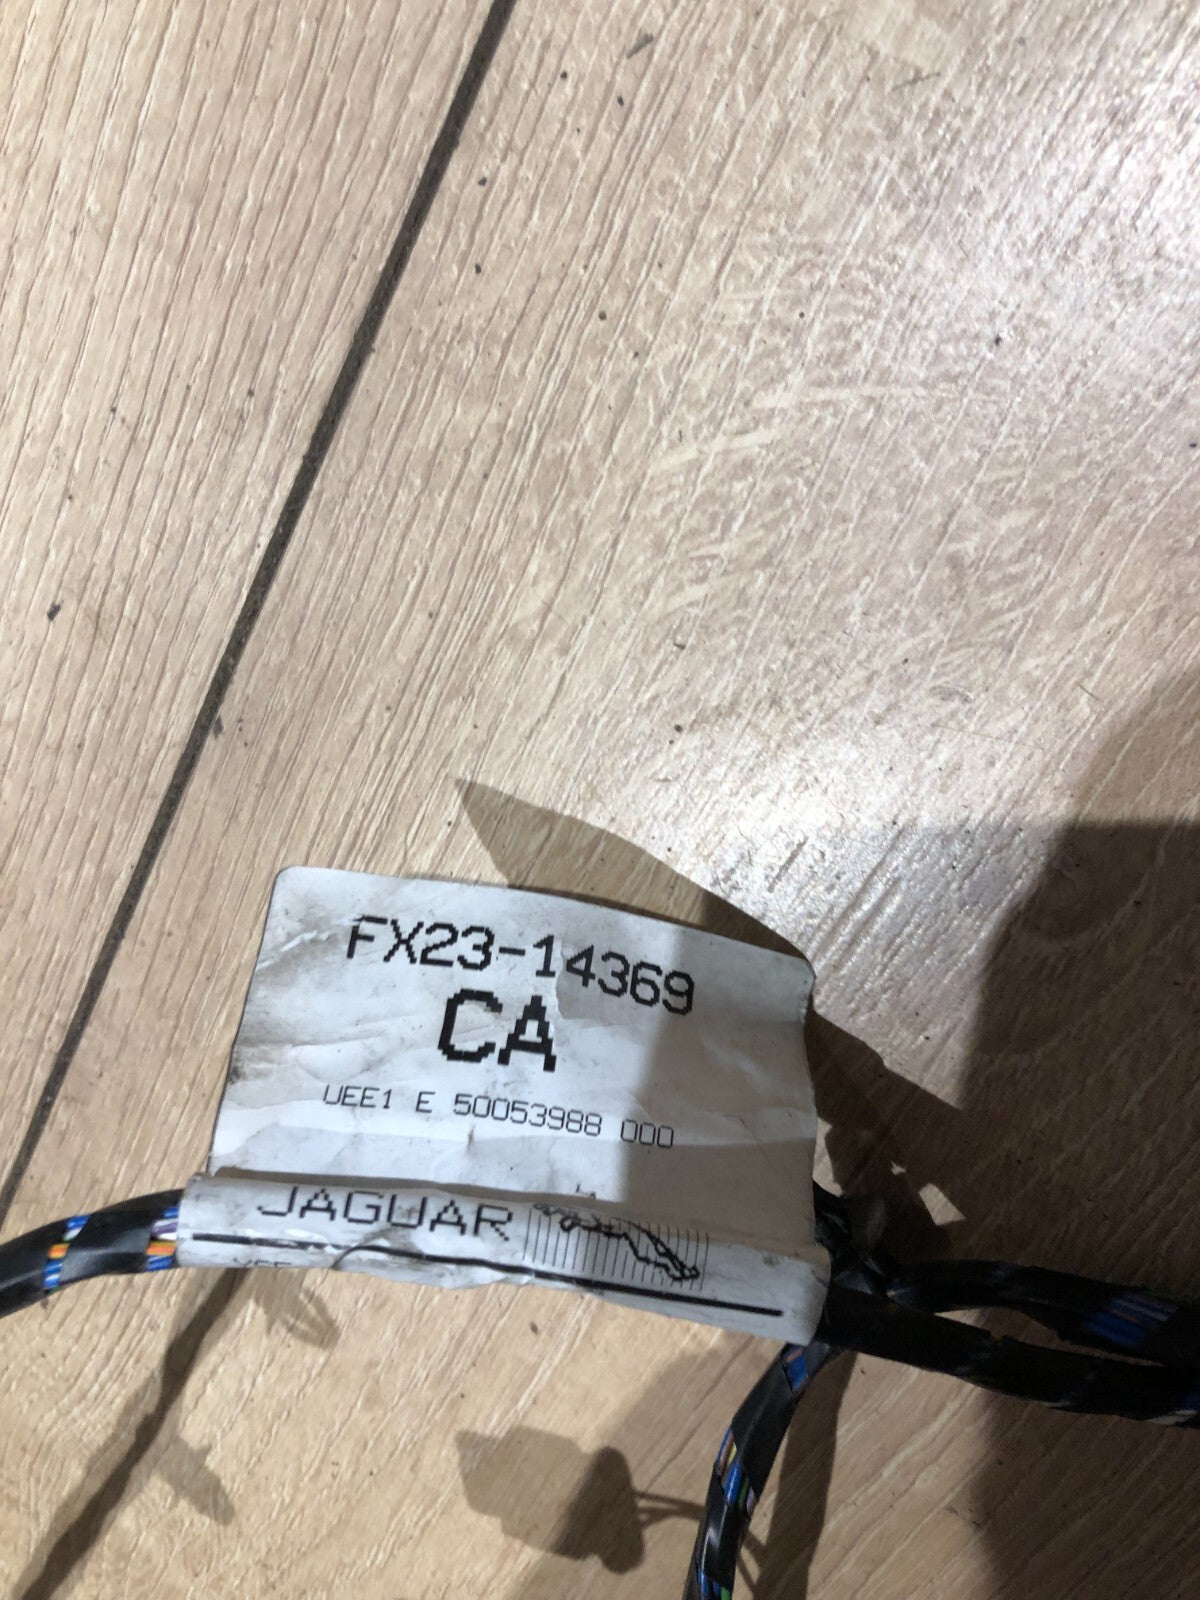 FX23-14369
CA
UEE1 E 50053988 000
JAGUAR